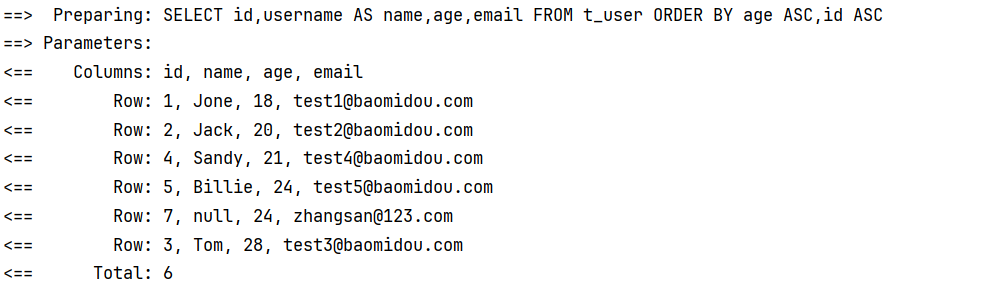 ==>  Preparing: SELECT id,username AS name,age,email FROM t_user ORDER BY age ASC,id ASC
==> Parameters:
<==    Columns: id, name, age, email
<==        Row: 1, Jone, 18, test1@baomidou.com
<==        Row: 2, Jack, 20, test2@baomidou.com
<==        Row: 4, Sandy, 21, test4@baomidou.com
<==        Row: 5, Billie, 24, test5@baomidou.com
<==        Row: 7, null, 24, zhangsan@123.com
<==        Row: 3, Tom, 28, test3@baomidou.com
<==      Total: 6